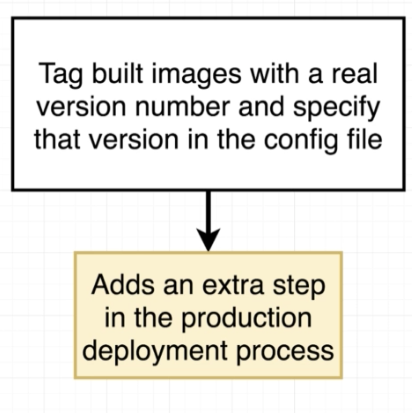 Tag built images with a real
version number and specify
that version in the config file
Adds an extra step
in the production
deployment process